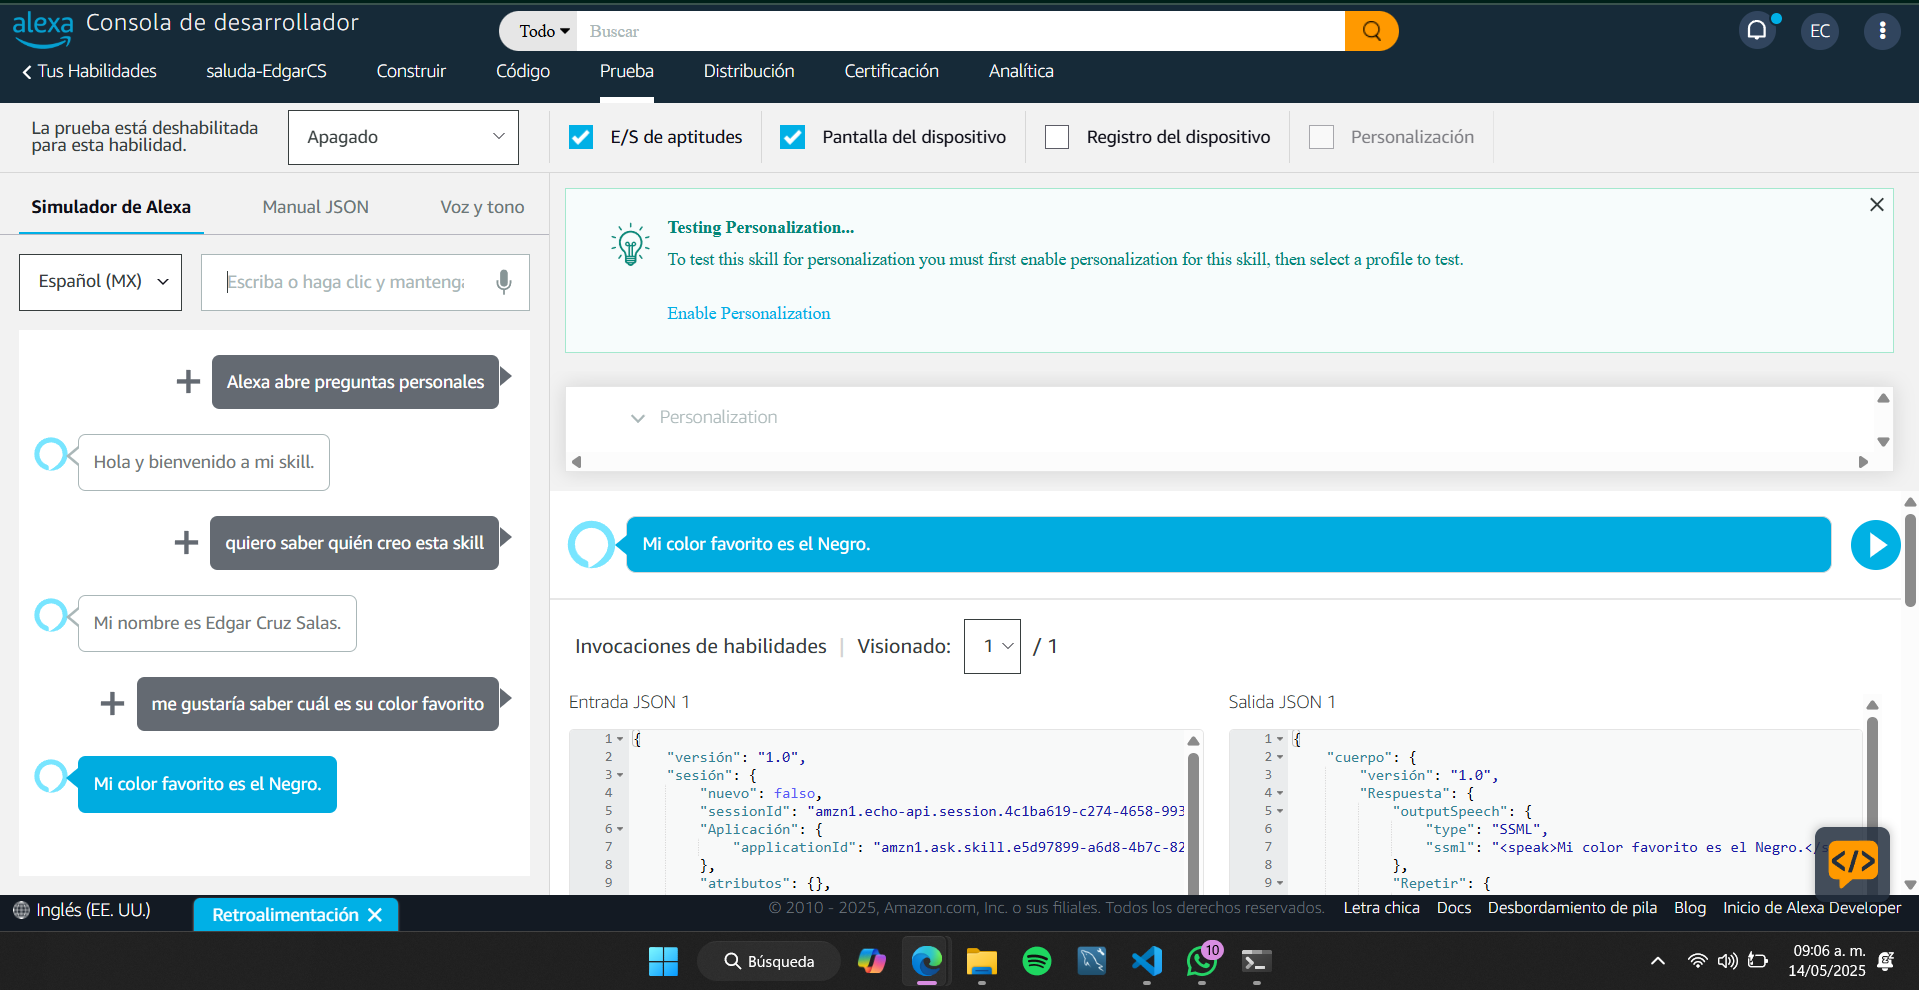 alexa Consola de desarrollador
Todo Buscar
EC
Tus Habilidades saluda-EdgarCS Construir Código Prueba Distribución Certificación Analítica
La prueba está deshabilitada
para esta habilidad.
Apagado
E/S de aptitudes Pantalla del dispositivo Registro del dispositivo Personalización
Simulador de Alexa Manual JSON Voz y tono
Español (MX)
Escriba o haga clic y manteng
Alexa abre preguntas personales
Hola y bienvenido a mi skill.
quiero saber quién creo esta skill
Mi nombre es Edgar Cruz Salas.
me gustaría saber cuál es su color favorito
Mi color favorito es el Negro.
Testing Personalization...
To test this skill for personalization you must first enable personalization for this skill, then select a profile to test.
Enable Personalization
Personalization
Mi color favorito es el Negro.
Invocaciones de habilidades | Visionado: 1 / 1
Entrada JSON 1
1 {
2 "versión": "1.0",
3 "sesión": {
4 "nuevo": falso,
5 "sessionId": "amzn1.echo-api.session.4c1ba619-c274-4658-993
6 "Aplicación": {
7 "applicationId": "amzn1.ask.skill.e5d97899-a6d8-4b7c-82
8 },
9 "atributos": {},
Salida JSON 1
1 {
2 "cuerpo": {
3 "versión": "1.0",
4 "Respuesta": {
5 "outputSpeech": {
6 "type": "SSML",
7 "ssml": "<speak>Mi color favorito es el Negro.</
8 },
9 "Repetir": {
</>
Inglés (EE. UU.)
Retroalimentación
© 2010 - 2025, Amazon.com, Inc. o sus filiales. Todos los derechos reservados. Letra chica Docs Desbordamiento de pila Blog Inicio de Alexa Developer
Búsqueda
10
09:06 a. m.
14/05/2025